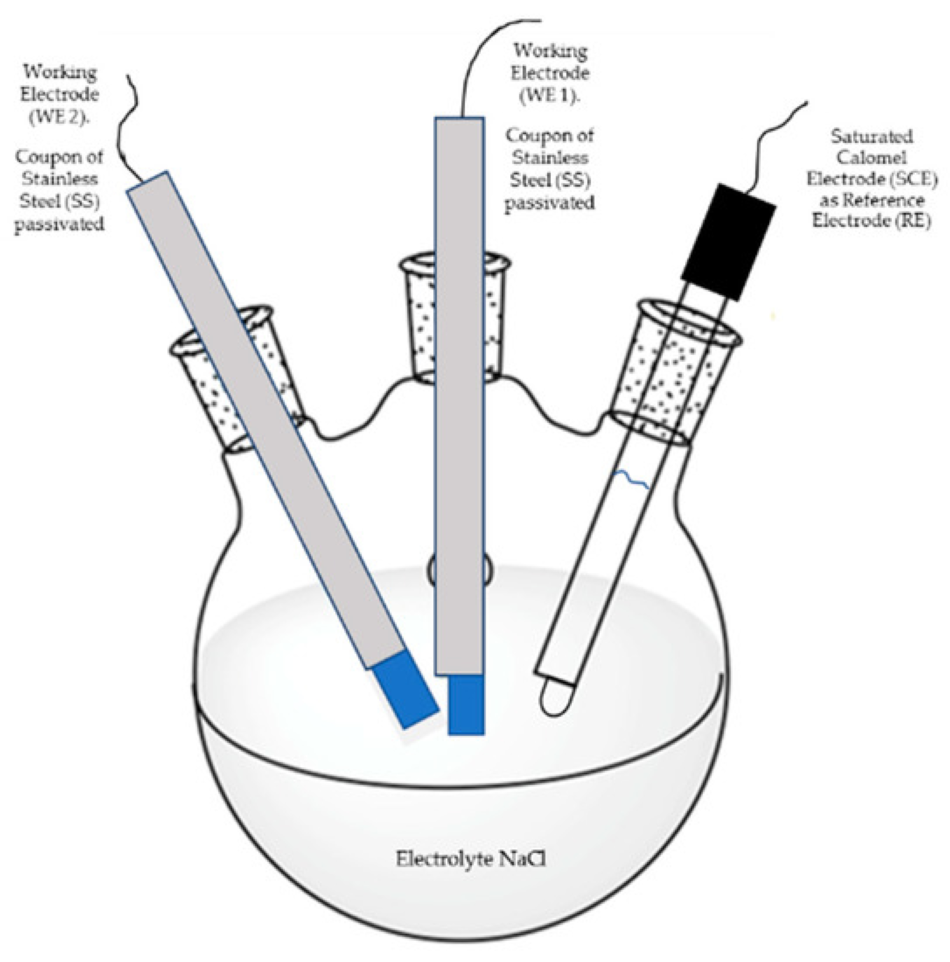 Working
Electrode
(WE 2).
Coupon of
Stainless
Steel (SS)
passivated
Working
Electrode
(WE 1).
Coupon of
Stainless
Steel (SS)
passivated
Saturated
Calomel
Electrode (SCE)
as Reference
Electrode (RE)
Electrolyte NaCl